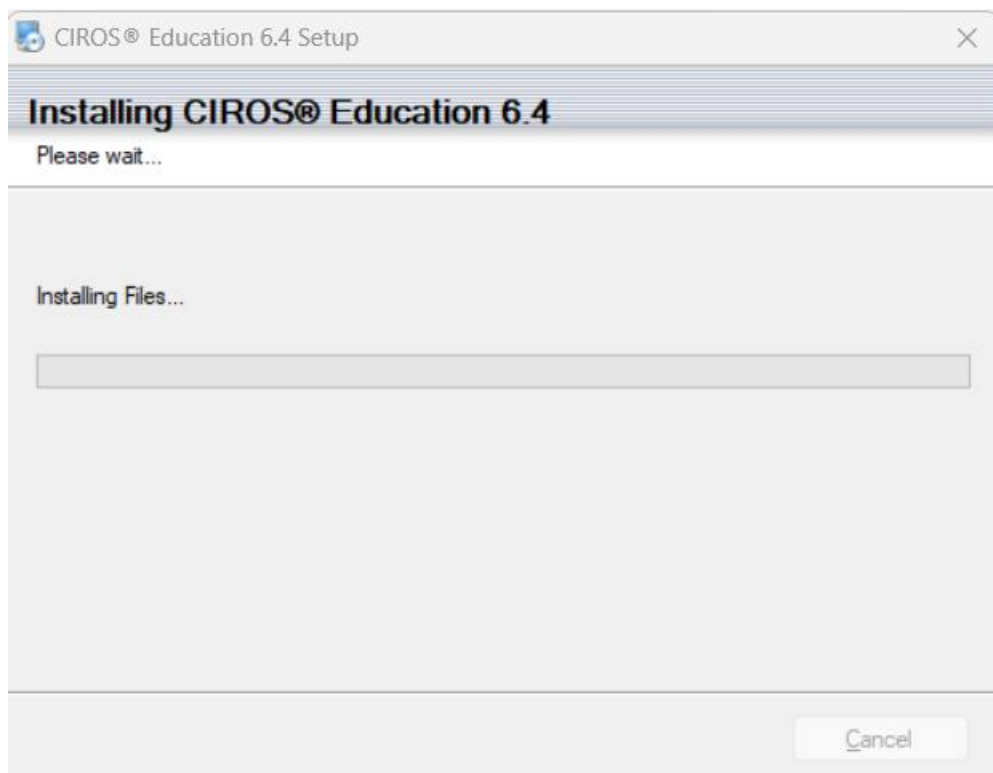 CIROS® Education 6.4 Setup
Installing CIROS® Education 6.4
Please wait...
Installing Files...
Cancel